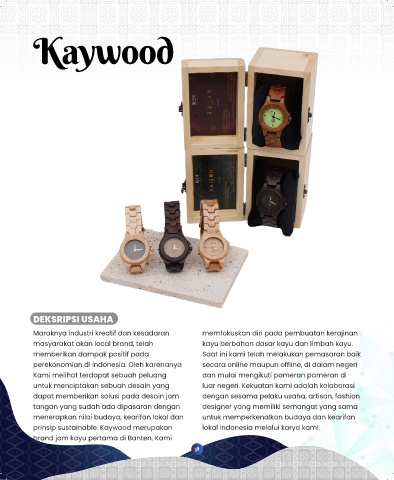 Kaywood
DEKSRIPSI USAHA
Maraknya industri kreatif dan kesadaran
masyarakat akan local brand, telah
memberikan dampak positif pada
perekonomian di Indonesia. Oleh karenanya
Kami melihat terdapat sebuah peluang
untuk menciptakan sebuah desain yang
dapat memberikan solusi pada desain jam
tangan yang sudah ada dipasaran dengan
menerapkan nilai budaya, kearifan lokal dan
prinsip sustainable. Kaywood merupakan
brand jam kayu pertama di Banten. Kami
memfokuskan diri pada pembuatan kerajinan
kayu berbahan dasar kayu dan limbah kayu.
Saat ini kami telah melakukan pemasaran baik
secara online maupun offline, di dalam negeri
dan mulai mengikuti pameran pameran di
luar negeri. Kekuatan kami adalah kolaborasi
dengan sesama pelaku usaha, artisan, fashion
designer yang memiliki semangat yang sama
untuk memperkenalkan budaya dan kearifan
lokal Indonesia melalui karya kami.